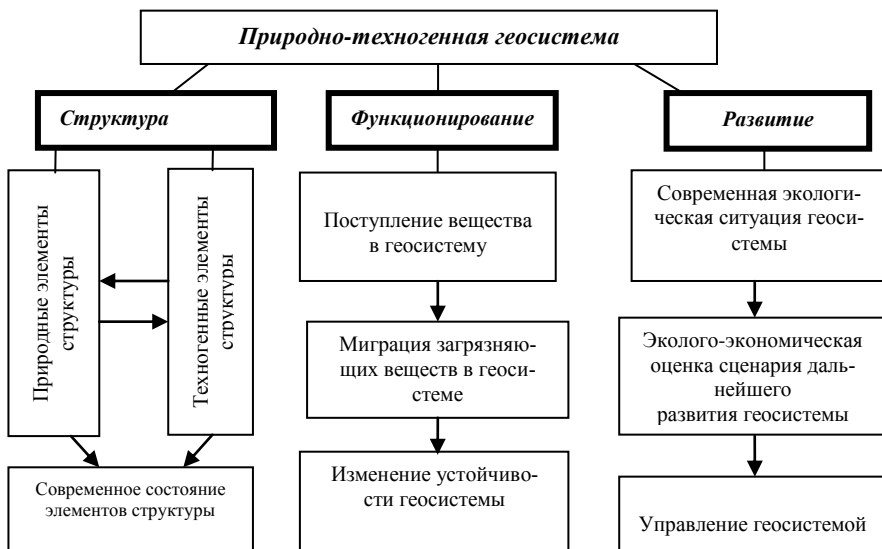 Природно-техногенная геосистема
Структура
Функционирование
Развитие
Природные элементы
структуры
Техногенные элементы
структуры
Современное состояние
элементов структуры
Поступление вещества
в геосистему
Миграция загрязняю-
щих веществ в геоси-
стеме
Изменение устойчиво-
сти геосистемы
Современная экологи-
ческая ситуация геоси-
стемы
Эколого-экономическая
оценка сценария даль-
нейшего
развития геосистемы
Управление геосистемой